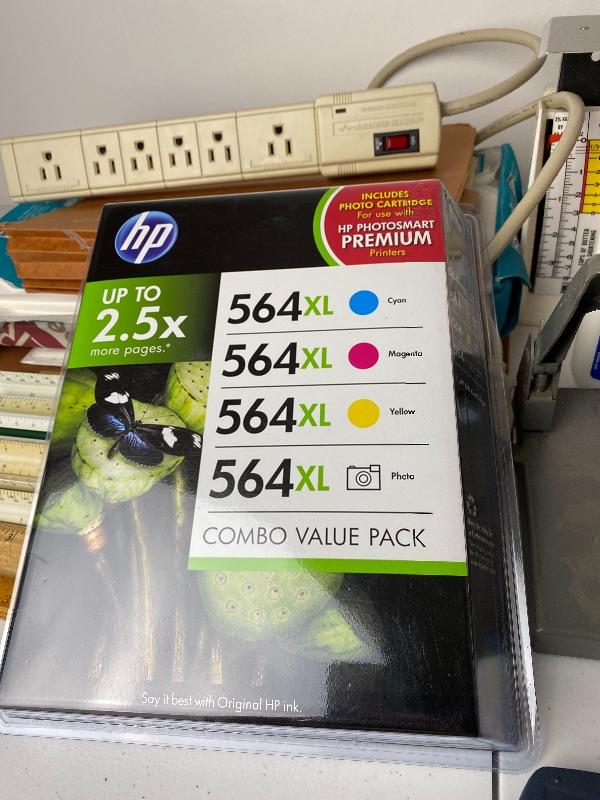 hp
INCLUDES
PHOTO CARTRIDGE
For use with
HP PHOTOSMART
PREMIUM
Printers
UP TO
2.5x
more pages.*
564XL Cyan
564XL Magenta
564XL Yellow
564XL Photo
COMBO VALUE PACK
Say it best with Original HP ink.